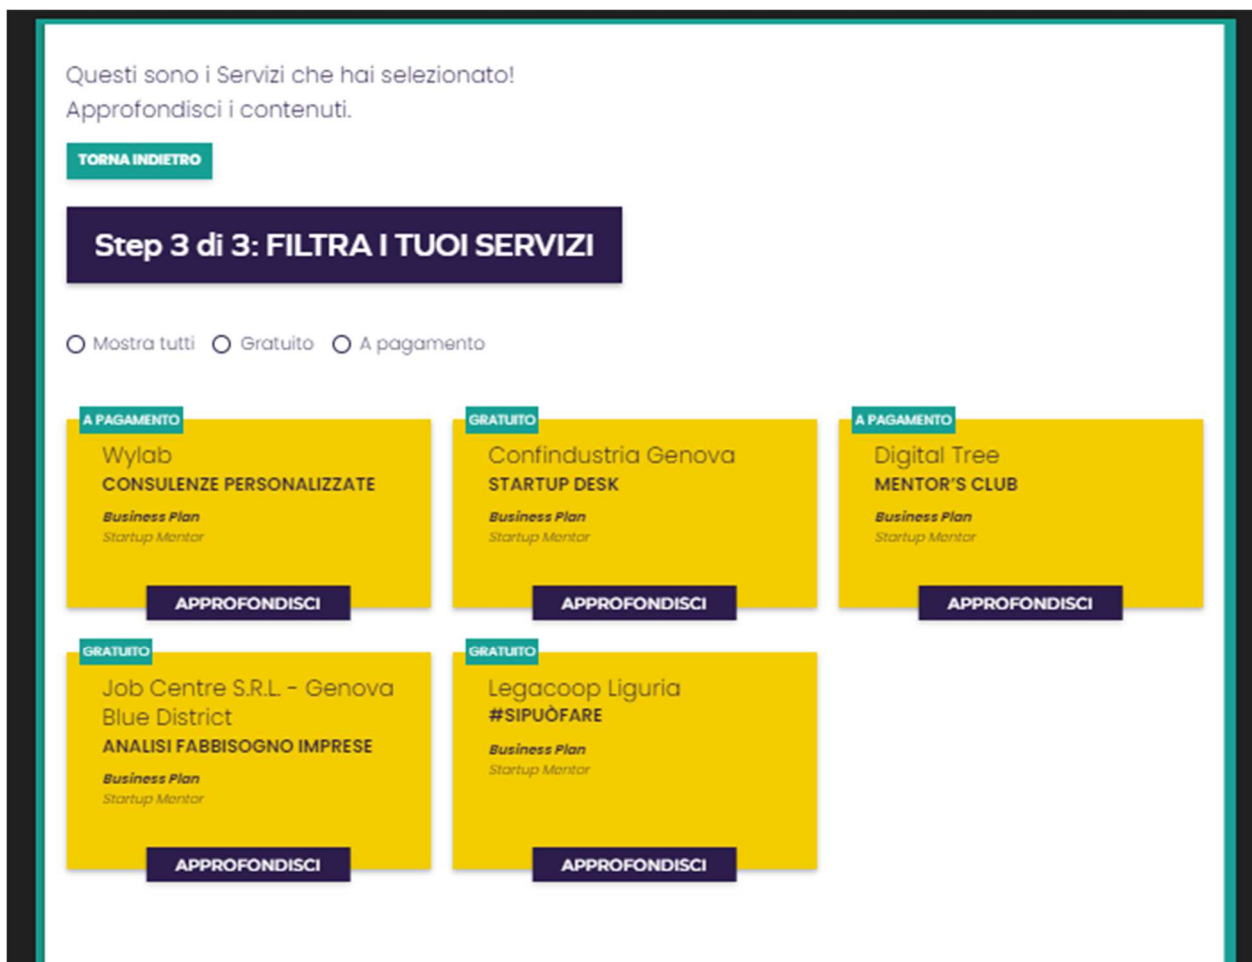 Questi sono i Servizi che hai selezionato!
Approfondisci i contenuti.
TORNA INDIETRO
Step 3 di 3: FILTRA I TUOI SERVIZI
Mostra tutti
Gratuito
A pagamento
A PAGAMENTO
Wylab
CONSULENZE PERSONALIZZATE
Business Plan
Startup Mentor
APPROFONDISCI
GRATUITO
Confindustria Genova
STARTUP DESK
Business Plan
Startup Mentor
APPROFONDISCI
A PAGAMENTO
Digital Tree
MENTOR'S CLUB
Business Plan
Startup Mentor
APPROFONDISCI
GRATUITO
Job Centre S.R.L. - Genova
Blue District
ANALISI FABBISOGNO IMPRESE
Business Plan
Startup Mentor
APPROFONDISCI
GRATUITO
Legacoop Liguria
#SIPUÒFARE
Business Plan
Startup Mentor
APPROFONDISCI